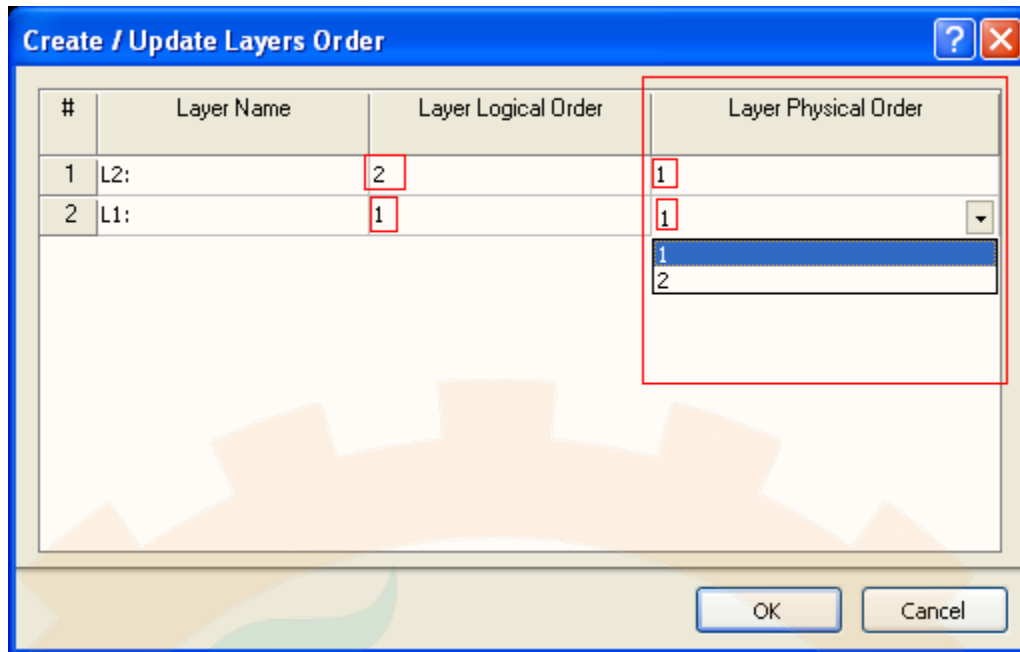 Create / Update Layers Order
# Layer Name Layer Logical Order Layer Physical Order
1 L2: 2 1
2 L1: 1 1
1
2
OK Cancel